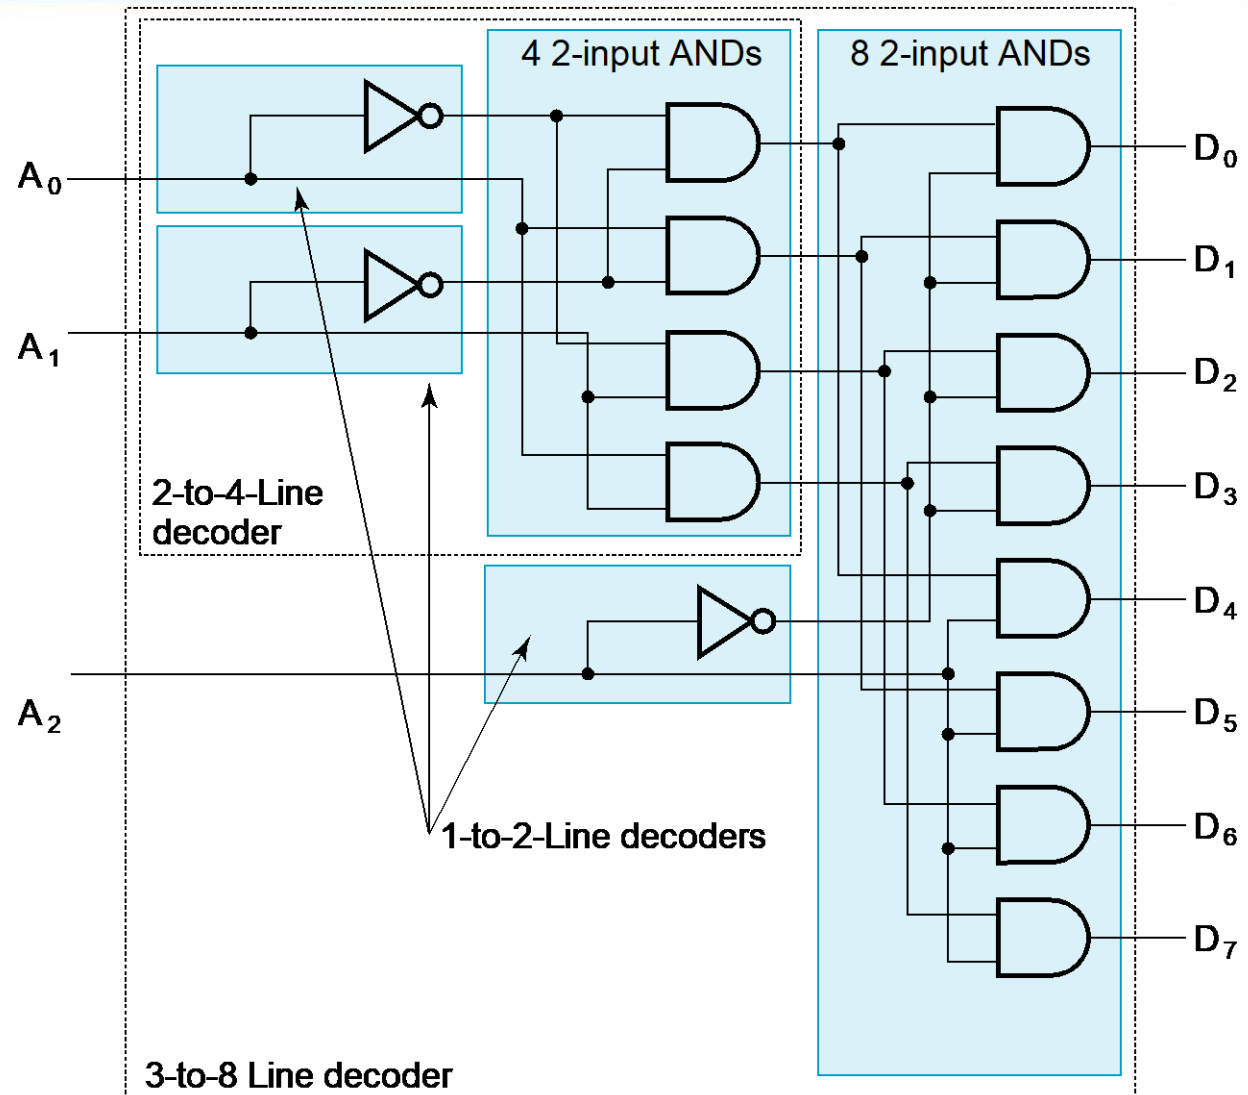 4 2-input ANDs
8 2-input ANDs
A0
A1
A2
2-to-4-Line
decoder
1-to-2-Line decoders
3-to-8 Line decoder
D0
D1
D2
D3
D4
D5
D6
D7